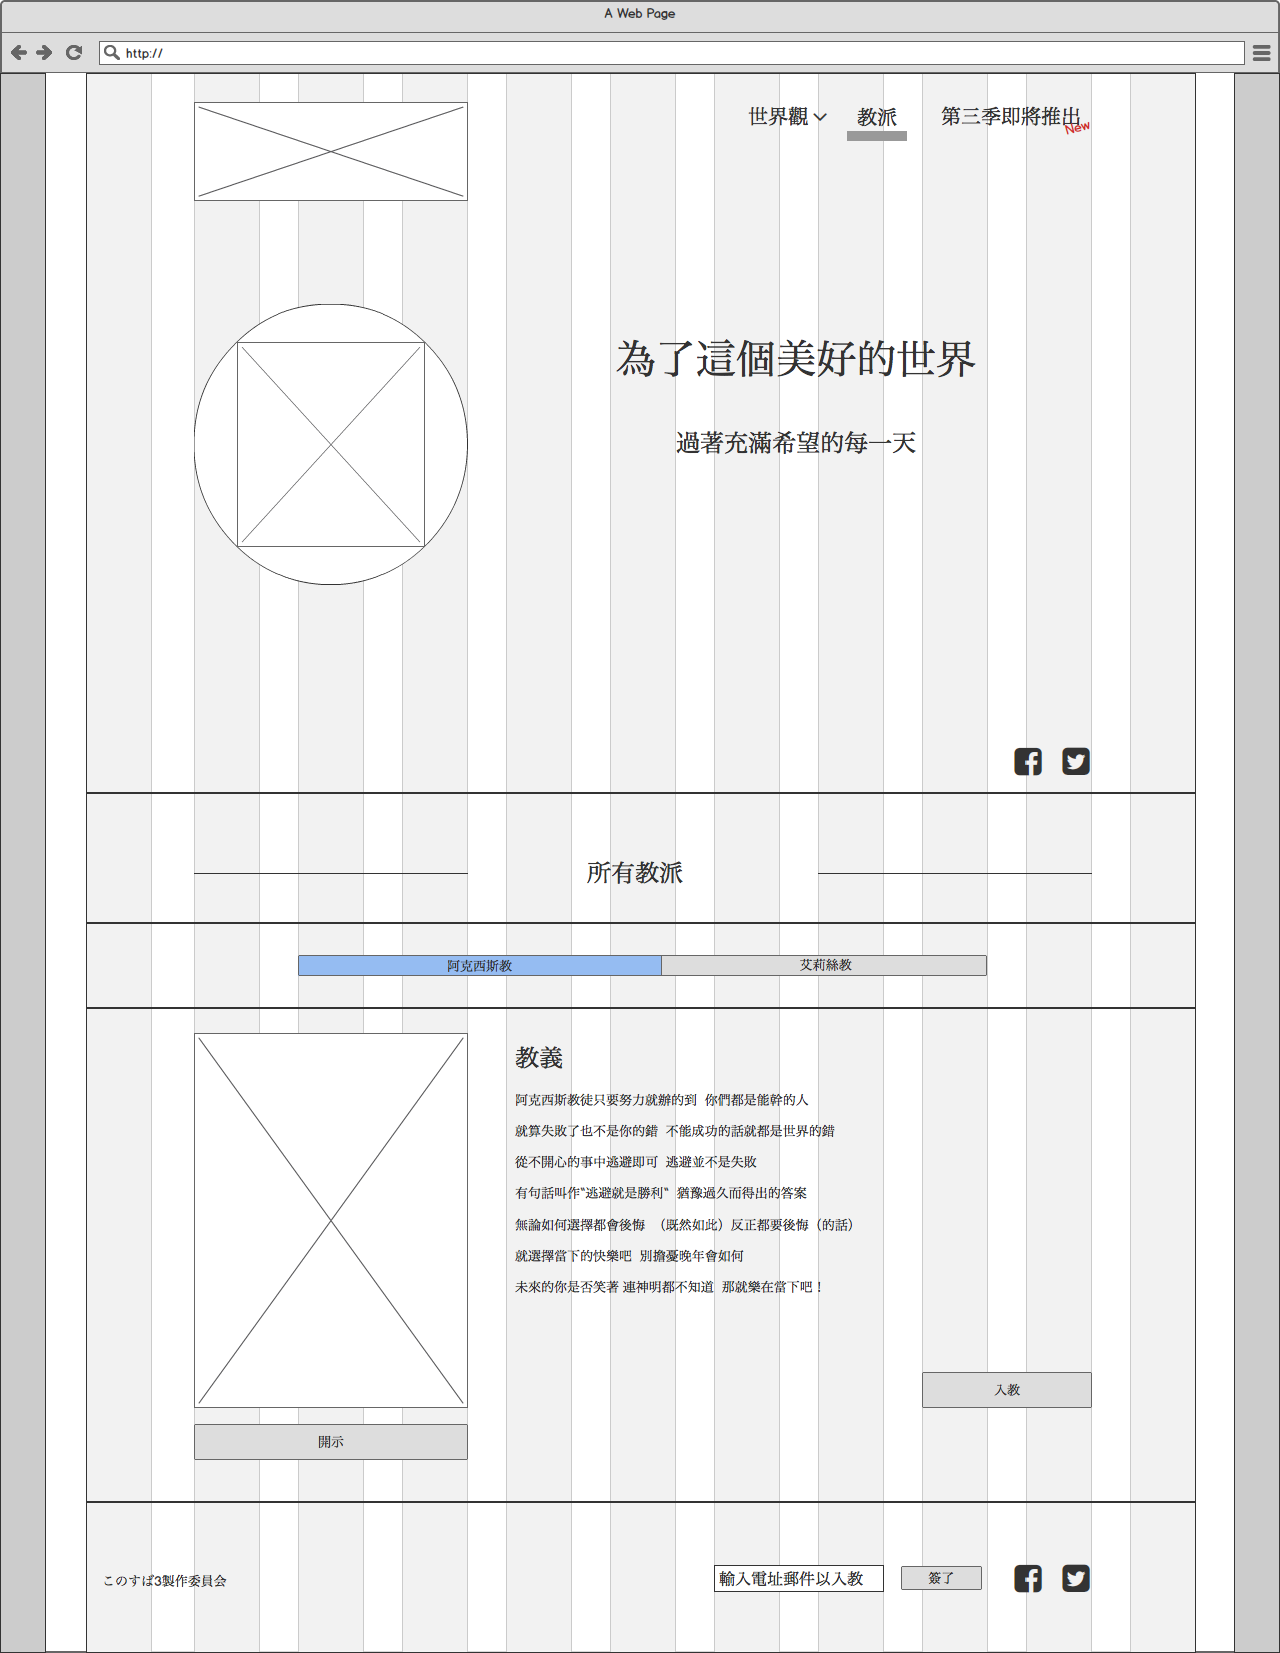 A Web Page
http://
世界觀
教派
第三季即將推出
New
為了這個美好的世界
過著充滿希望的每一天
所有教派
阿克西斯教
艾莉絲教
教義
阿克西斯教徒只要努力就辦的到 你們都是能幹的人
就算失敗了也不是你的錯 不能成功的話就都是世界的錯
從不開心的事中逃避即可 逃避並不是失敗
有句話叫作〝逃避就是勝利〝 猶豫過久而得出的答案
無論如何選擇都會後悔 （既然如此）反正都要後悔（的話）
就選擇當下的快樂吧 別擔憂晚年會如何
未來的你是否笑著 連神明都不知道 那就樂在當下吧！
入教
開示
このすば3製作委員会
輸入電址郵件以入教
簽了